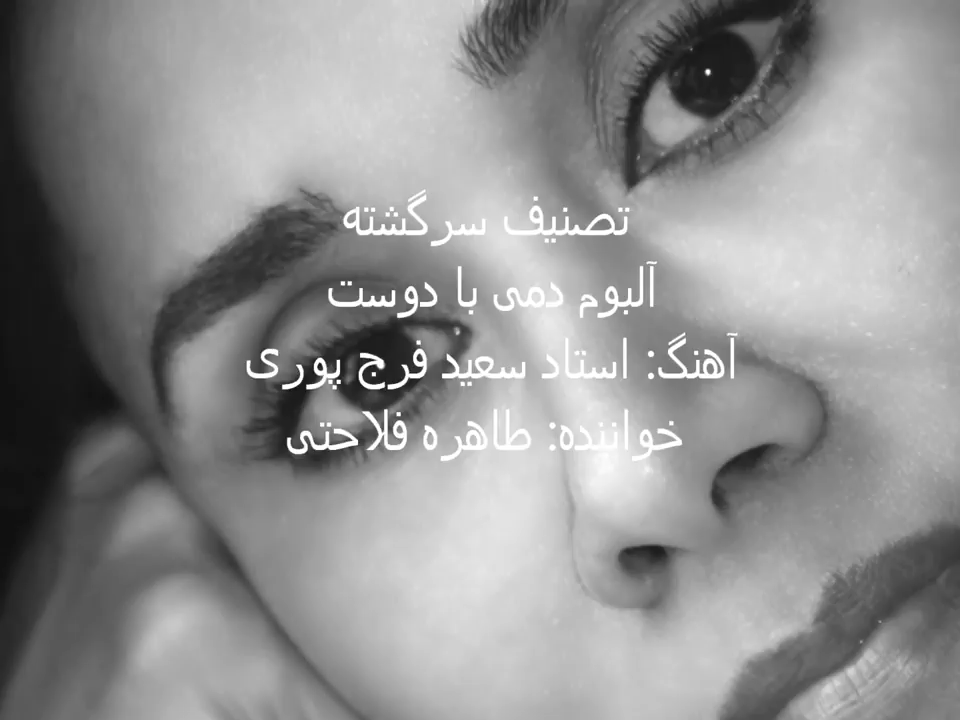 تصنیف سرگشته
آلبوم دمی با دوست
آهنگ: استاد سعید فرج پوری
خواننده: طاهره فلاحتی